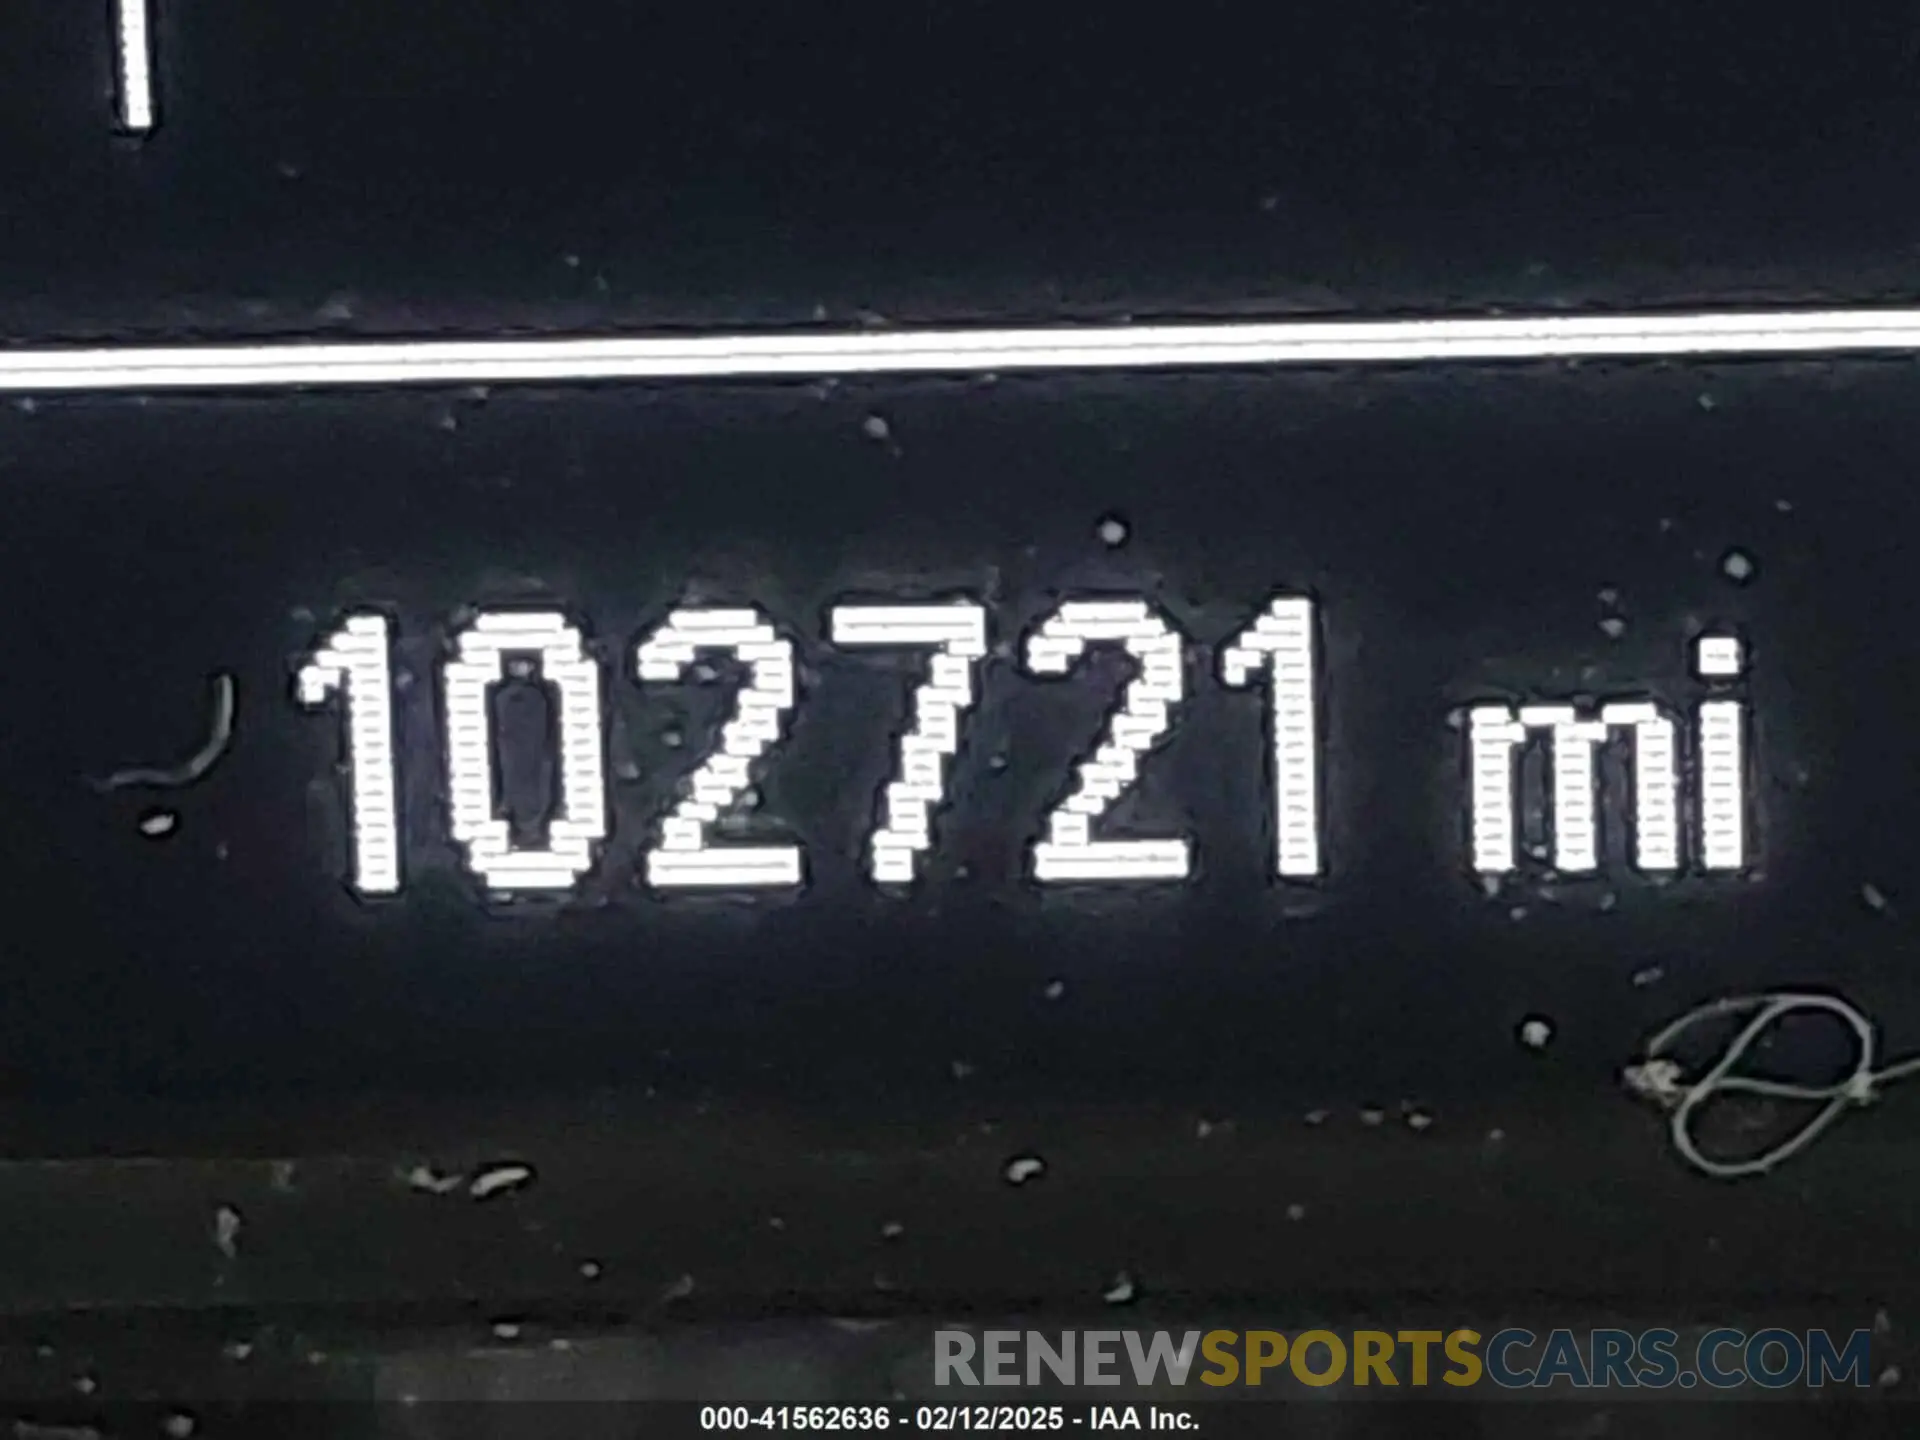 102721 mi
RENEWSPORTSCARS.COM
000-41562636 - 02/12/2025 - IAA Inc.